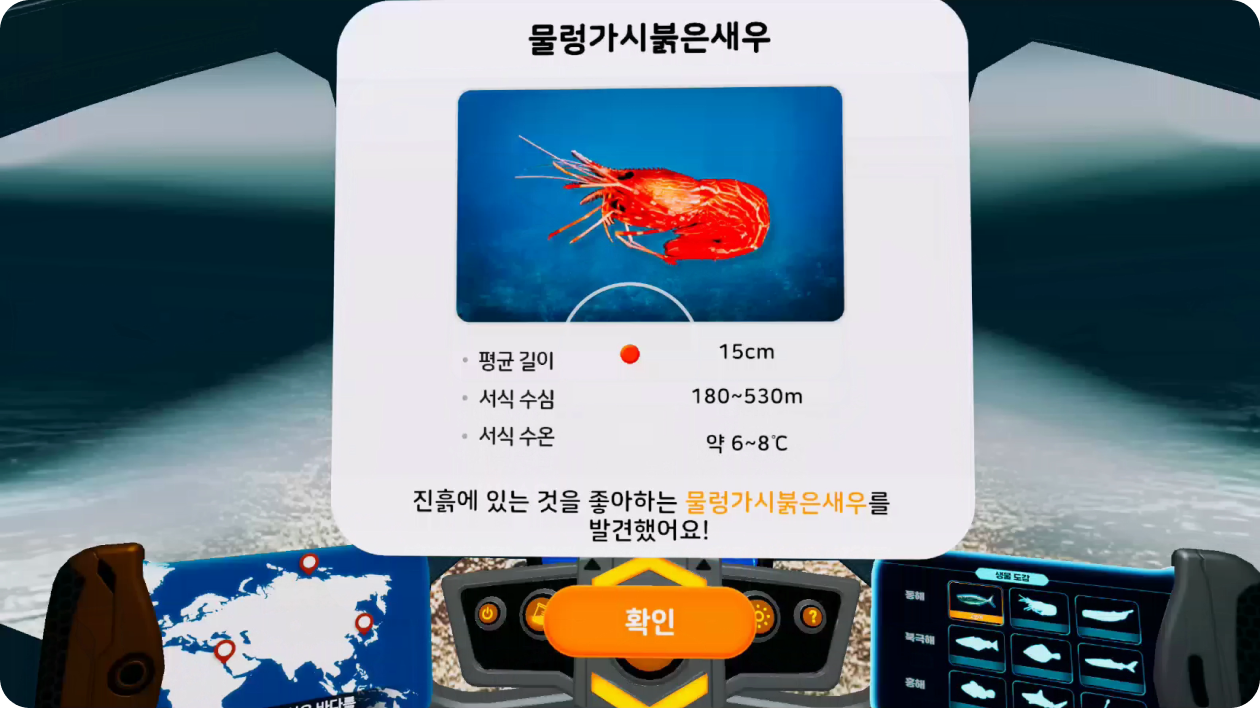 물렁가시붉은새우
• 평균 길이 15cm
• 서식 수심 180~530m
• 서식 수온 약 6~8℃
진흙에 있는 것을 좋아하는 물렁가시붉은새우를
발견했어요!
확인
?
생물 도감
동해
북극해
홍해
바다를